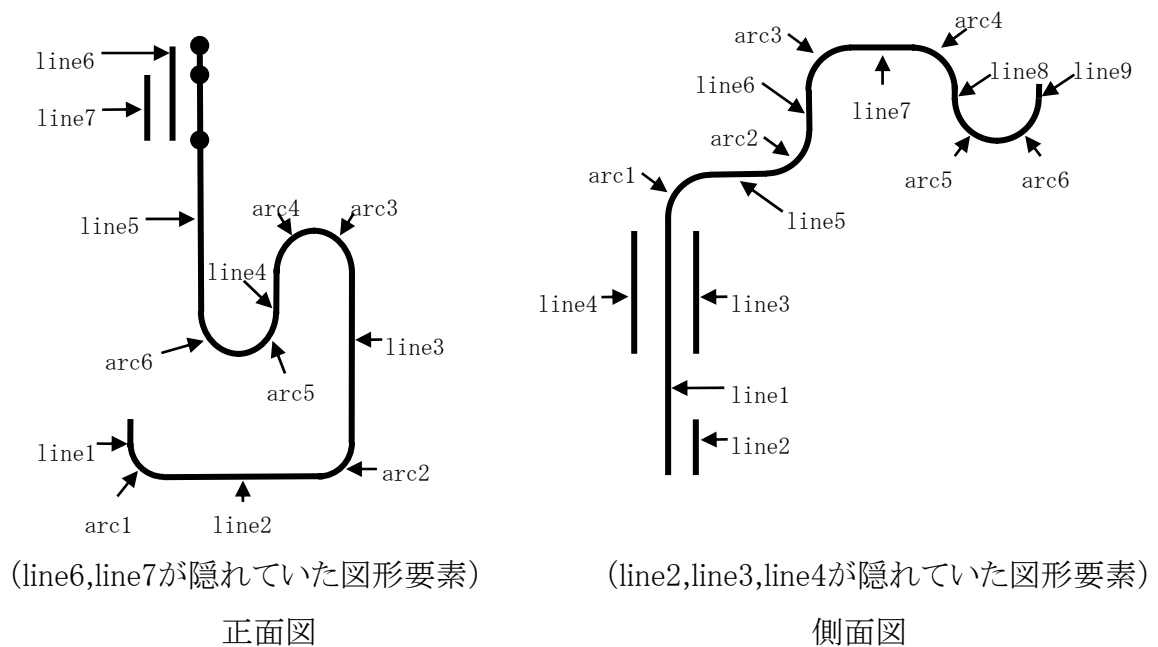 line6
line7
line5
arc4
arc3
line4
arc6
line3
arc5
line1
arc2
arc1
line2
(line6,line7が隠れていた図形要素)
正面図
arc4
arc3
line8
line9
line6
line7
arc2
arc1
arc5
arc6
line5
line4
line3
line1
line2
(line2,line3,line4が隠れていた図形要素)
側面図